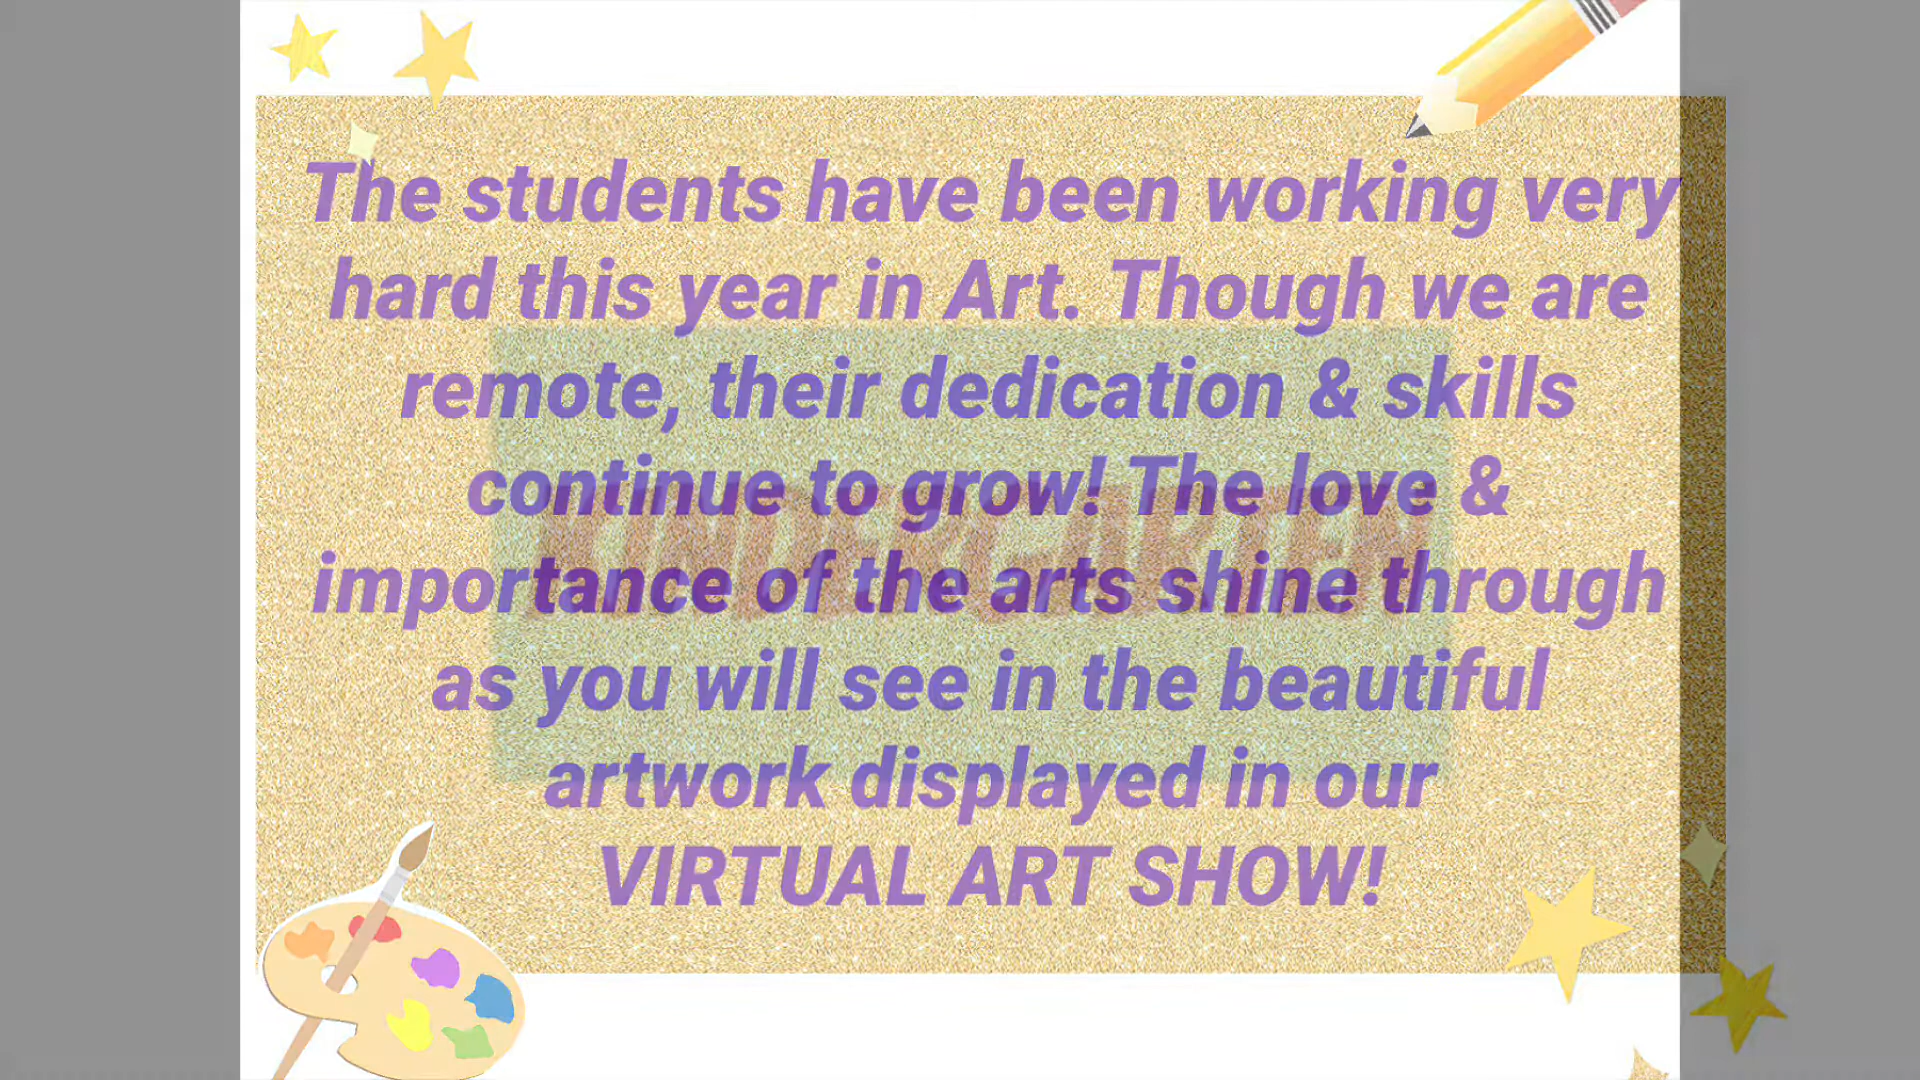 The students have been working very
hard this year in Art. Though we are
remote, their dedication & skills
continue to grow! The love &
importance of the arts shine through
as you will see in the beautiful
artwork displayed in our
VIRTUAL ART SHOW!
KINDERGARTEN